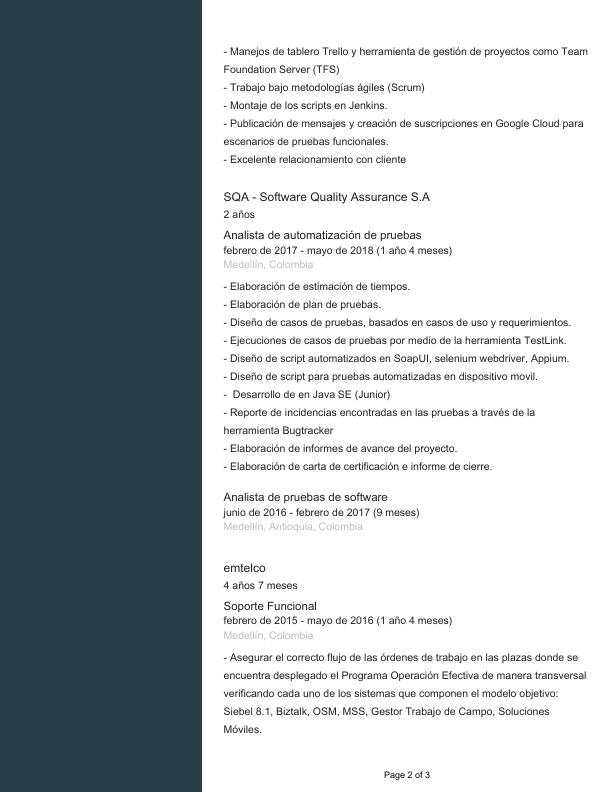 - Manejos de tablero Trello y herramienta de gestión de proyectos como Team
Foundation Server (TFS)
- Trabajo bajo metodologías ágiles (Scrum)
- Montaje de los scripts en Jenkins.
- Publicación de mensajes y creación de suscripciones en Google Cloud para
escenarios de pruebas funcionales.
- Excelente relacionamiento con cliente
SQA - Software Quality Assurance S.A
2 años
Analista de automatización de pruebas
febrero de 2017 - mayo de 2018 (1 año 4 meses)
Medellín, Colombia
- Elaboración de estimación de tiempos.
- Elaboración de plan de pruebas.
- Diseño de casos de pruebas, basados en casos de uso y requerimientos.
- Ejecuciones de casos de pruebas por medio de la herramienta TestLink.
- Diseño de script automatizados en SoapUI, selenium webdriver, Appium.
- Diseño de script para pruebas automatizadas en dispositivo movil.
-  Desarrollo de en Java SE (Junior)
- Reporte de incidencias encontradas en las pruebas a través de la
herramienta Bugtracker
- Elaboración de informes de avance del proyecto.
- Elaboración de carta de certificación e informe de cierre.
Analista de pruebas de software
junio de 2016 - febrero de 2017 (9 meses)
Medellín, Antioquia, Colombia
emtelco
4 años 7 meses
Soporte Funcional
febrero de 2015 - mayo de 2016 (1 año 4 meses)
Medellín, Colombia
- Asegurar el correcto flujo de las órdenes de trabajo en las plazas donde se
encuentra desplegado el Programa Operación Efectiva de manera transversal
verificando cada uno de los sistemas que componen el modelo objetivo:
Siebel 8.1, Biztalk, OSM, MSS, Gestor Trabajo de Campo, Soluciones
Móviles.
Page 2 of 3